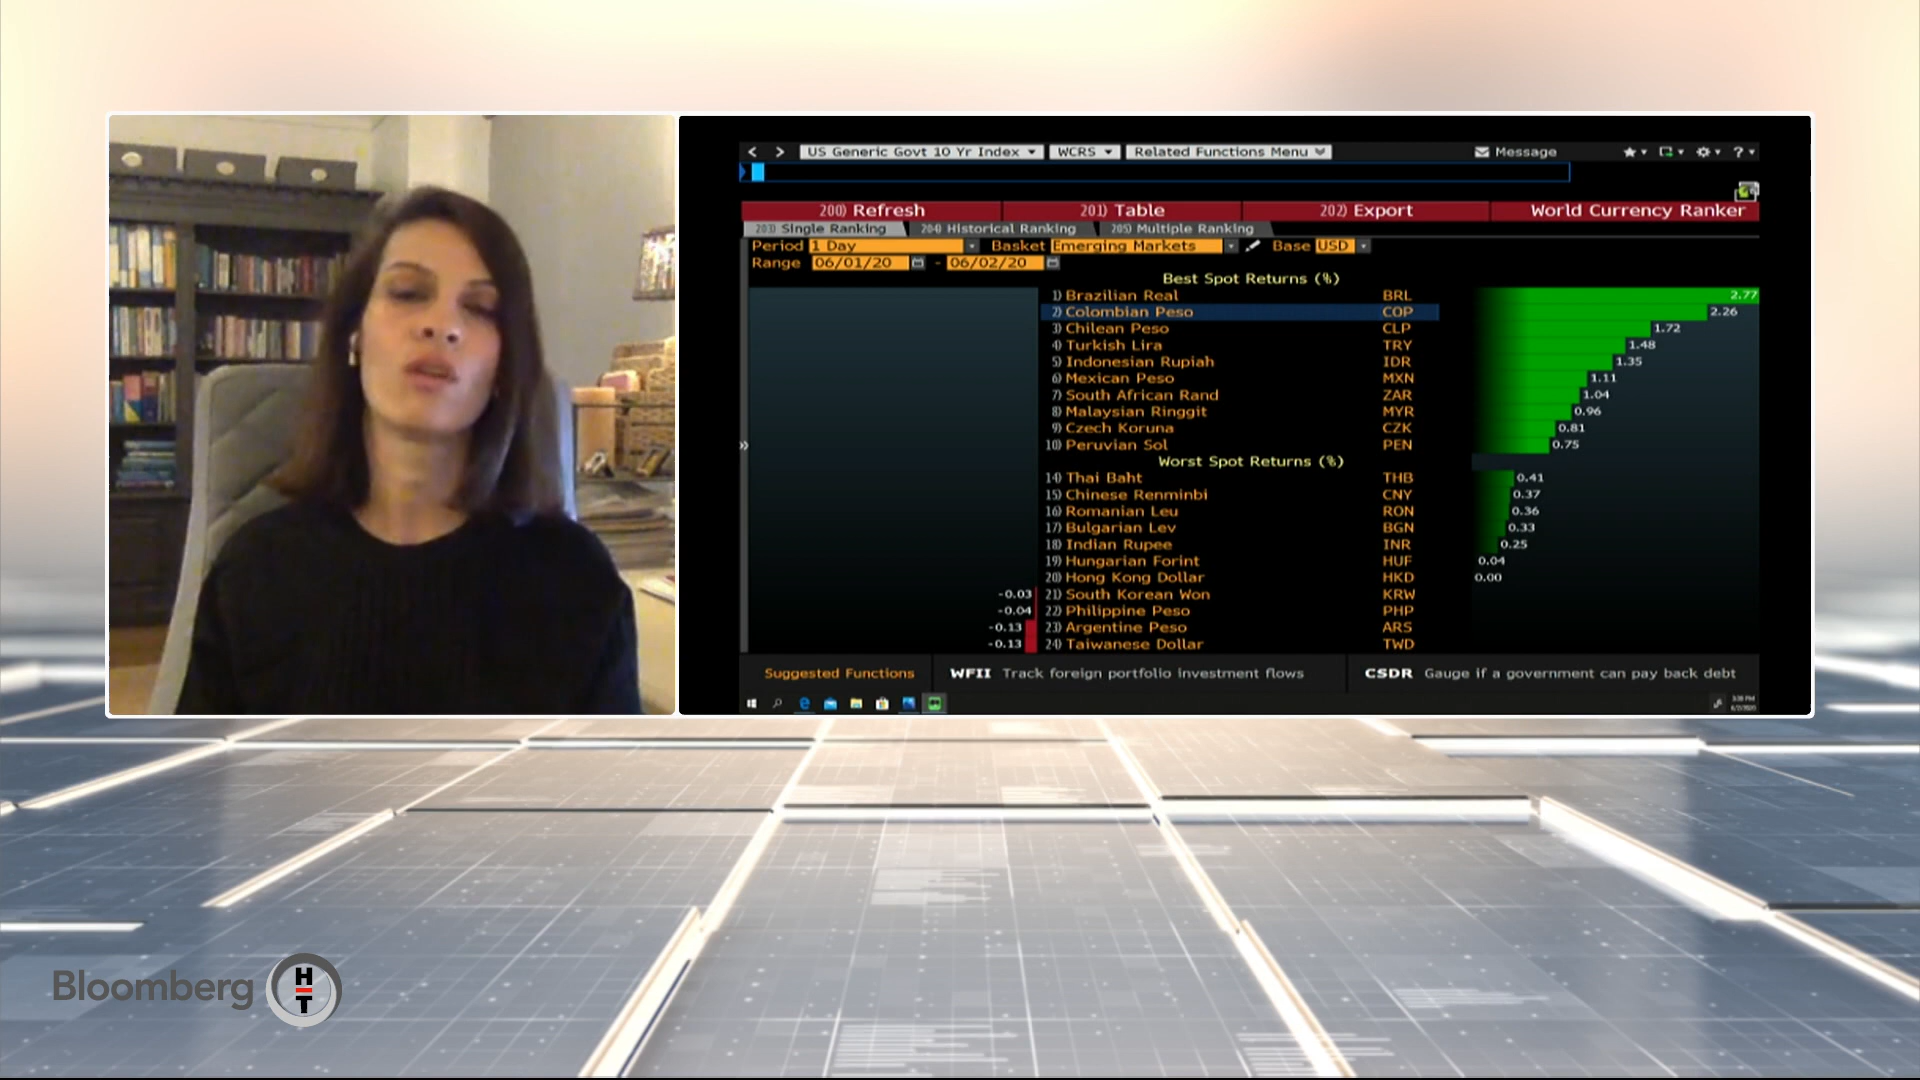 US Generic Govt 10 Yr Index WCRS Related Functions Menu Message ?
200) Refresh 201) Table 202) Export World Currency Ranker
203) Single Ranking 204) Historical Ranking 205) Multiple Ranking
Period 1 Day Basket Emerging Markets Base USD
Range 06/01/20 - 06/02/20
Best Spot Returns (%)
1) Brazilian Real BRL 2.77
2) Colombian Peso COP 2.26
3) Chilean Peso CLP 1.72
4) Turkish Lira TRY 1.48
5) Indonesian Rupiah IDR 1.35
6) Mexican Peso MXN 1.11
7) South African Rand ZAR 1.04
8) Malaysian Ringgit MYR 0.96
9) Czech Koruna CZK 0.81
10) Peruvian Sol PEN 0.75
Worst Spot Returns (%)
14) Thai Baht THB 0.41
15) Chinese Renminbi CNY 0.37
16) Romanian Leu RON 0.36
17) Bulgarian Lev BGN 0.33
18) Indian Rupee INR 0.25
19) Hungarian Forint HUF 0.04
20) Hong Kong Dollar HKD 0.00
-0.03 21) South Korean Won KRW
-0.04 22) Philippine Peso PHP
-0.13 23) Argentine Peso ARS
-0.13 24) Taiwanese Dollar TWD
Suggested Functions WFII Track foreign portfolio investment flows CSDR Gauge if a government can pay back debt
Bloomberg HT